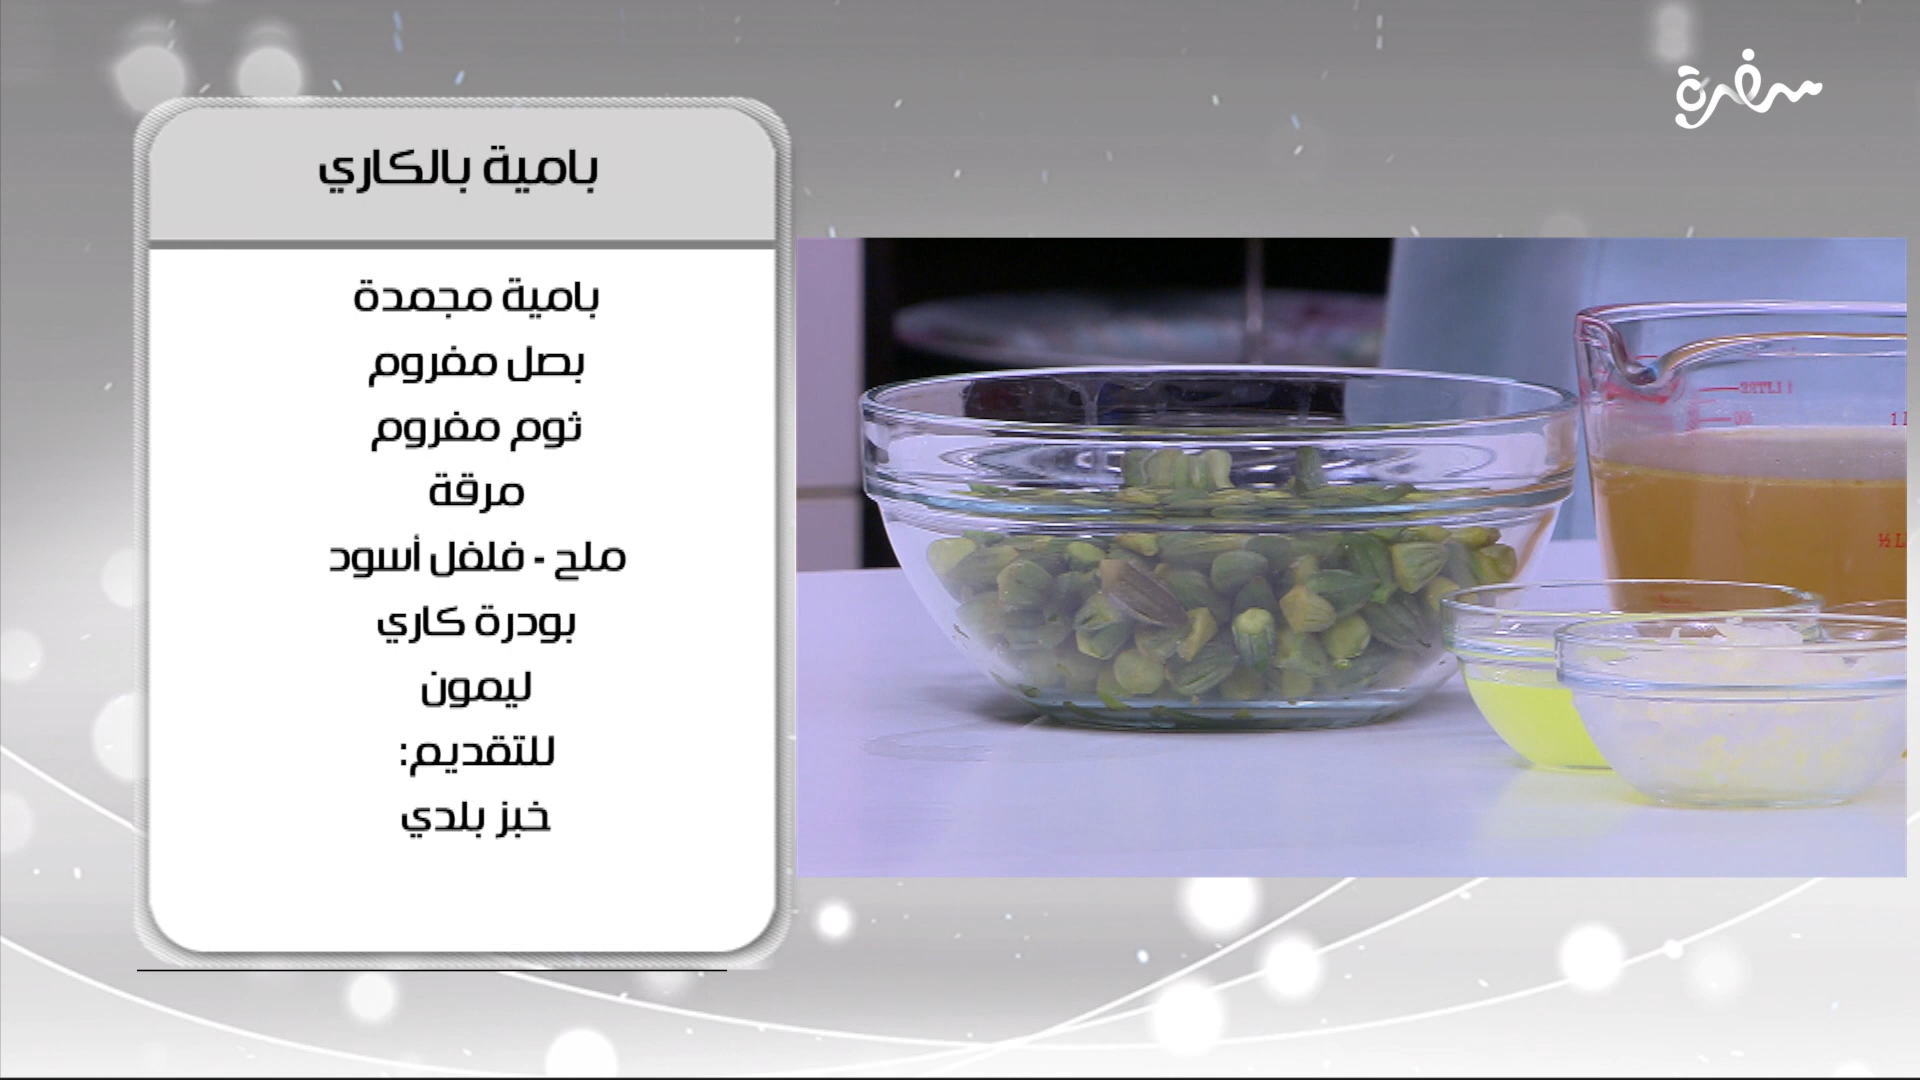 سفرة
بامية بالكاري
بامية مجمدة
بصل مفروم
ثوم مفروم
مرقة
ملح - فلفل أسود
بودرة كاري
ليمون
للتقديم:
خبز بلدي